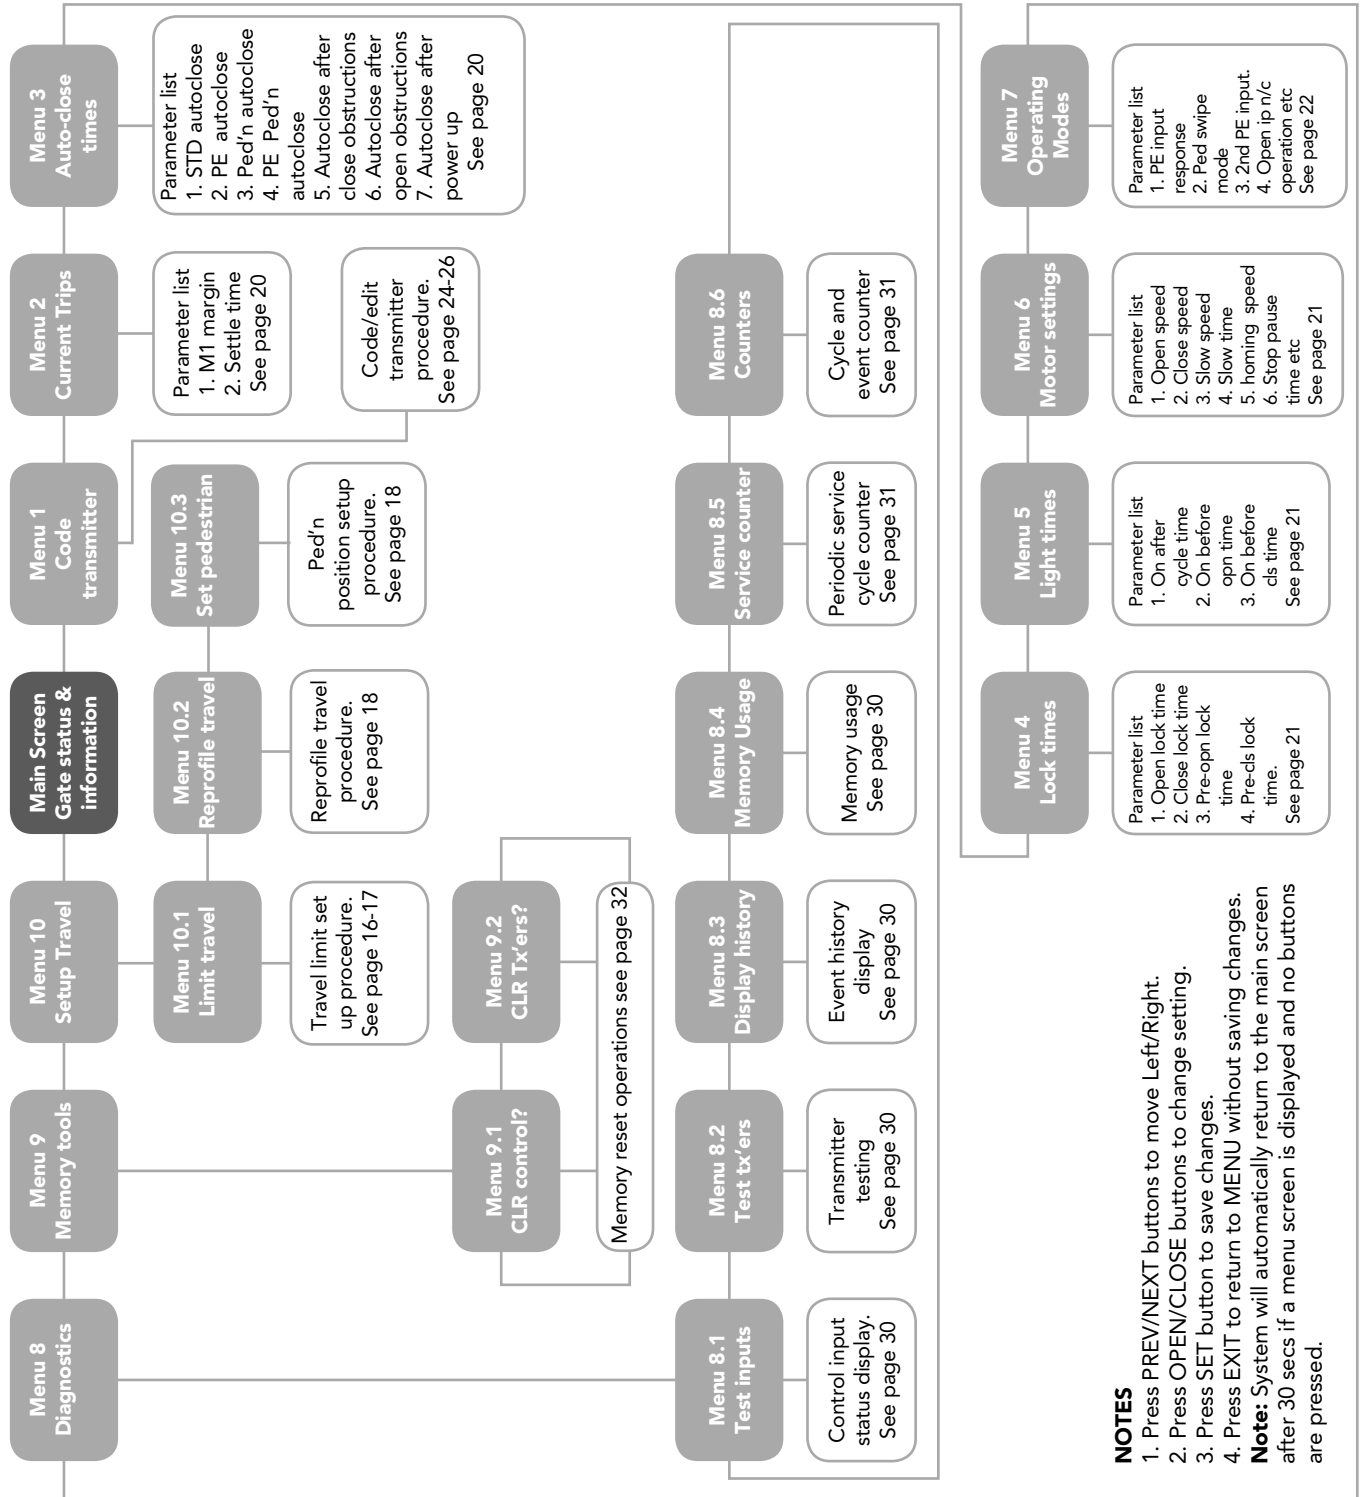 Menu 8
Diagnostics
Menu 9
Memory tools
Menu 10
Setup Travel
Main Screen
Gate status &
information
Menu 1
Code
transmitter
Menu 2
Current Trips
Menu 3
Auto-close
times
Menu 10.1
Limit travel
Menu 10.2
Reprofile travel
Menu 10.3
Set pedestrian
Travel limit set
up procedure.
See page 16-17
Reprofile travel
procedure.
See page 18
Ped'n
position setup
procedure.
See page 18
Parameter list
1. M1 margin
2. Settle time
See page 20
Code/edit
transmitter
procedure.
See page 24-26
Parameter list
1. STD autoclose
2. PE autoclose
3. Ped'n autoclose
4. PE Ped'n
autoclose
5. Autoclose after
close obstructions
6. Autoclose after
open obstructions
7. Autoclose after
power up
See page 20
Menu 9.1
CLR control?
Menu 9.2
CLR Tx'ers?
Memory reset operations see page 32
Menu 8.1
Test inputs
Menu 8.2
Test tx'ers
Menu 8.3
Display history
Menu 8.4
Memory Usage
Menu 8.5
Service counter
Menu 8.6
Counters
Control input
status display.
See page 30
Transmitter
testing
See page 30
Event history
display
See page 30
Memory usage
See page 30
Periodic service
cycle counter
See page 31
Cycle and
event counter
See page 31
Menu 4
Lock times
Menu 5
Light times
Menu 6
Motor settings
Menu 7
Operating
Modes
Parameter list
1. Open lock time
2. Close lock time
3. Pre-opn lock
time
4. Pre-cls lock
time.
See page 21
Parameter list
1. On after
cycle time
2. On before
opn time
3. On before
cls time
See page 21
Parameter list
1. Open speed
2. Close speed
3. Slow speed
4. Slow time
5. homing speed
6. Stop pause
time etc
See page 21
Parameter list
1. PE input
response
2. Ped swipe
mode
3. 2nd PE input.
4. Open ip n/c
operation etc
See page 22
NOTES
1. Press PREV/NEXT buttons to move Left/Right.
2. Press OPEN/CLOSE buttons to change setting.
3. Press SET button to save changes.
4. Press EXIT to return to MENU without saving changes.
Note: System will automatically return to the main screen
after 30 secs if a menu screen is displayed and no buttons
are pressed.